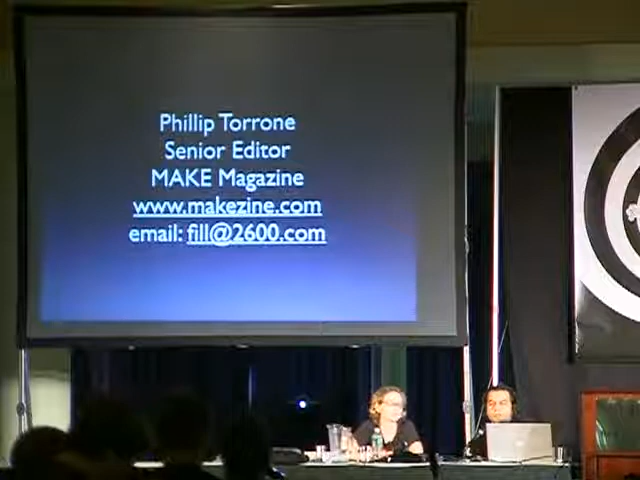 Phillip Torrone
Senior Editor
MAKE Magazine
www.makezine.com
email: fill@2600.com